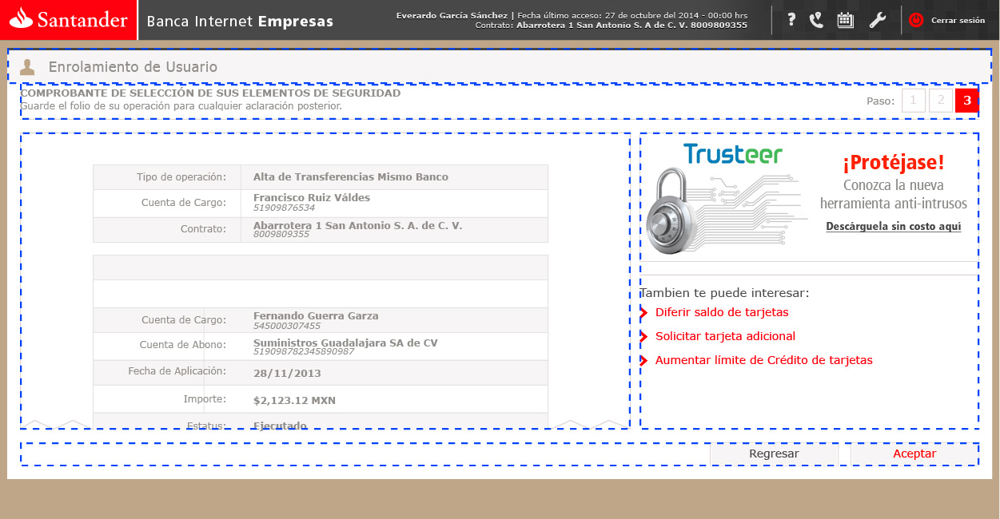 Santander
Banca Internet Empresas
Everardo García Sánchez | Fecha último acceso: 27 de octubre del 2014 - 00:00 hrs
Contrato: Abarrotera 1 San Antonio S. A de C. V. 8009809355
?
Cerrar sesión
Enrolamiento de Usuario
COMPROBANTE DE SELECCIÓN DE SUS ELEMENTOS DE SEGURIDAD
Guarde el folio de su operación para cualquier aclaración posterior.
Paso: 1 2 3
Tipo de operación: Alta de Transferencias Mismo Banco
Cuenta de Cargo: Francisco Ruiz Váldes
51909876534
Contrato: Abarrotera 1 San Antonio S. A. de C. V.
8009809355
Cuenta de Cargo: Fernando Guerra Garza
545000307455
Cuenta de Abono: Suministros Guadalajara SA de CV
519098782345890987
Fecha de Aplicación: 28/11/2013
Importe: $2,123.12 MXN
Estatus: Ejecutado
Trusteer
¡Protéjase!
Conozca la nueva
herramienta anti-intrusos
Descárguela sin costo aquí
Tambien te puede interesar:
Diferir saldo de tarjetas
Solicitar tarjeta adicional
Aumentar límite de Crédito de tarjetas
Regresar
Aceptar